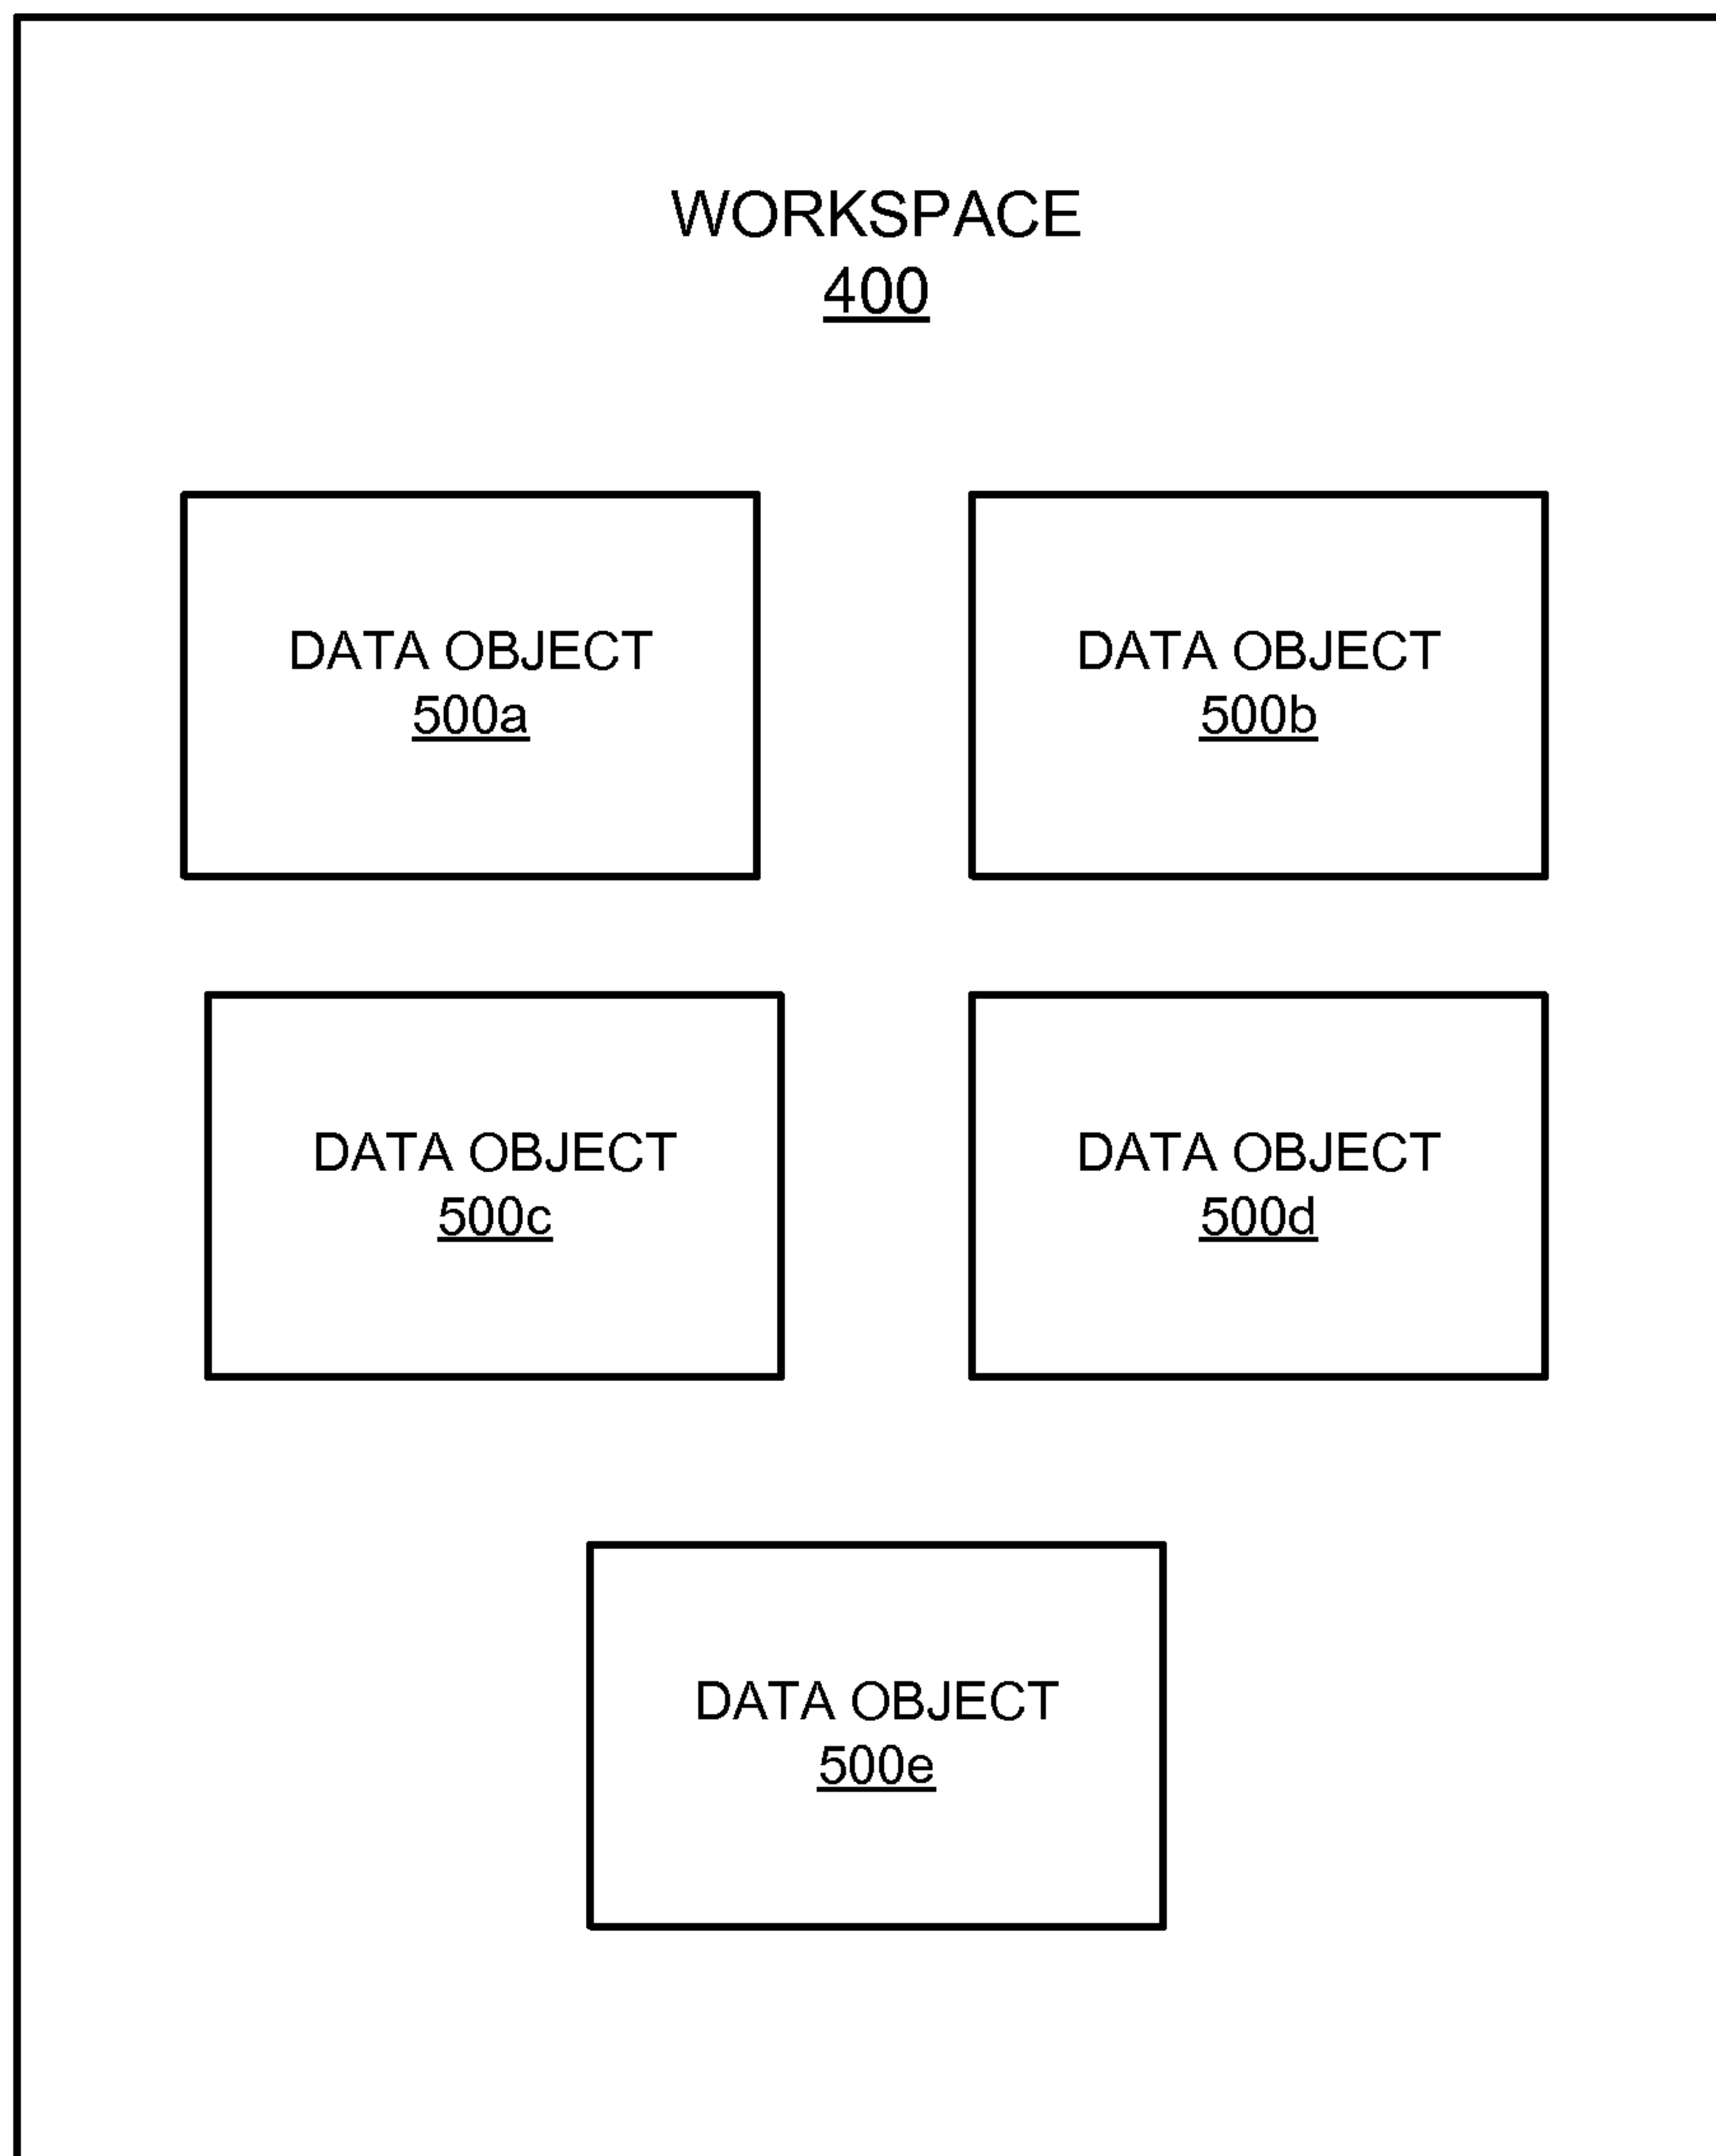 WORKSPACE
400
DATA OBJECT
500a
DATA OBJECT
500b
DATA OBJECT
500c
DATA OBJECT
500d
DATA OBJECT
500e